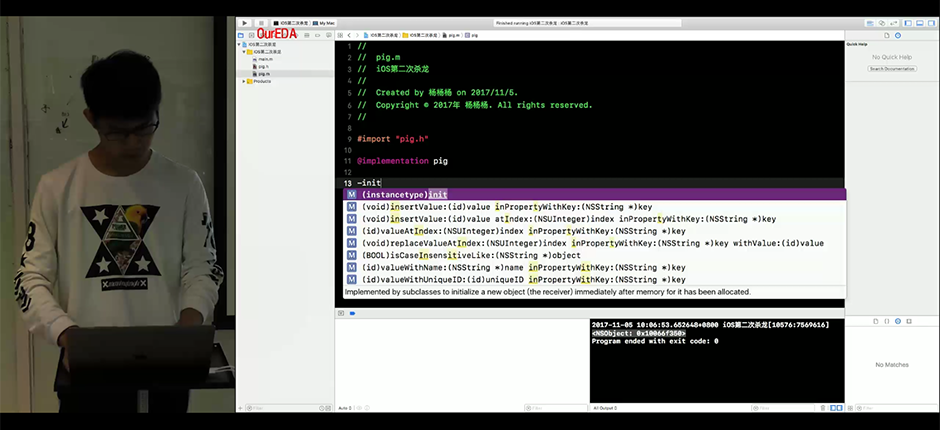 iOS第二次杀龙
My Mac
Finished running iOS第二次杀龙 : iOS第二次杀龙
OurEDA
iOS第二次杀龙
iOS第二次杀龙
main.m
pig.h
pig.m
Products
iOS第二次杀龙
iOS第二次杀龙
pig.m
pig
1 //
2 // pig.m
3 // iOS第二次杀龙
4 //
5 // Created by 杨杨杨 on 2017/11/5.
6 // Copyright © 2017年 杨杨杨. All rights reserved.
7 //
8
9 #import "pig.h"
10
11 @implementation pig
12
13 -init
M (instancetype)init
M (void)insertValue:(id)value inPropertyWithKey:(NSString *)key
M (void)insertValue:(id)value atIndex:(NSUInteger)index inPropertyWithKey:(NSString *)key
M (id)valueAtIndex:(NSUInteger)index inPropertyWithKey:(NSString *)key
M (void)replaceValueAtIndex:(NSUInteger)index inPropertyWithKey:(NSString *)key withValue:(id)value
M (BOOL)isCaseInsensitiveLike:(NSString *)object
M (id)valueWithName:(NSString *)name inPropertyWithKey:(NSString *)key
M (id)valueWithUniqueID:(id)uniqueID inPropertyWithKey:(NSString *)key
Implemented by subclasses to initialize a new object (the receiver) immediately after memory for it has been allocated.
2017-11-05 10:06:53.652648+0800 iOS第二次杀龙[10576:7569616]
<NSObject: 0x10066f350>
Program ended with exit code: 0
Quick Help
No Quick Help
Search Documentation
No Matches
Auto
All Output
Filter
Filter
Filter
Filter